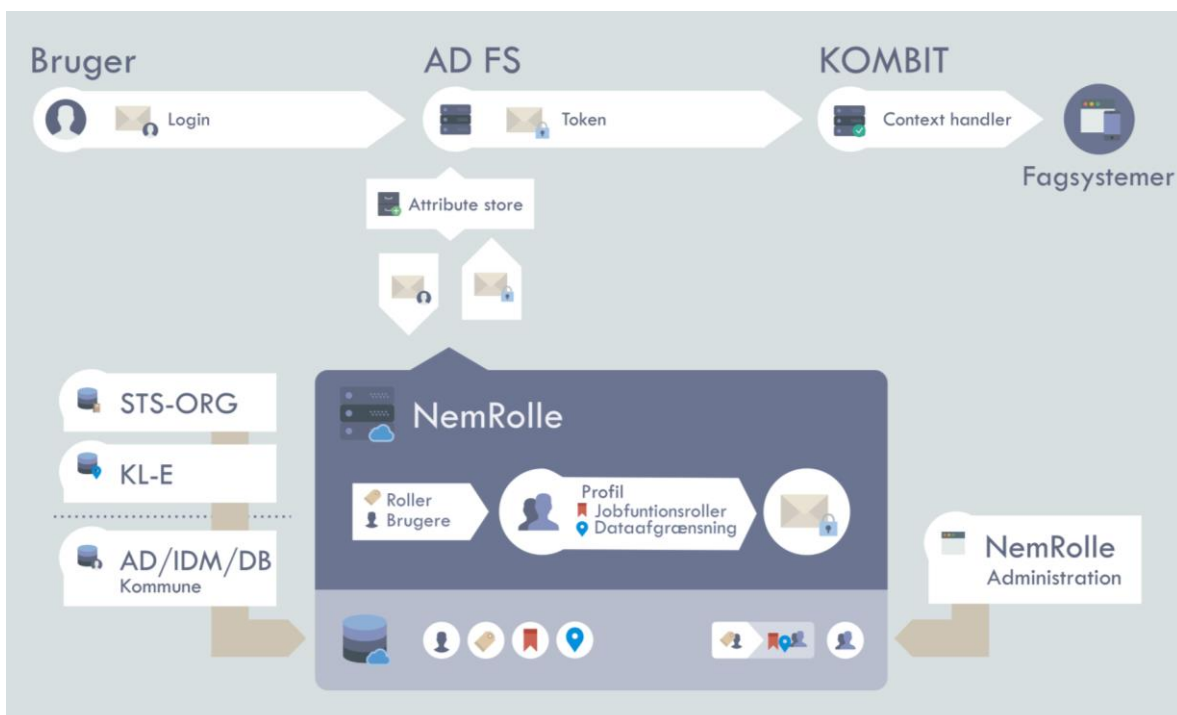 Bruger
AD FS
KOMBIT
Login
Token
Context handler
Fagsystemer
Attribute store
STS-ORG
KL-E
AD/IDM/DB
Kommune
NemRolle
Roller
Brugere
Profil
Jobfuntionsroller
Dataafgrænsning
NemRolle
Administration